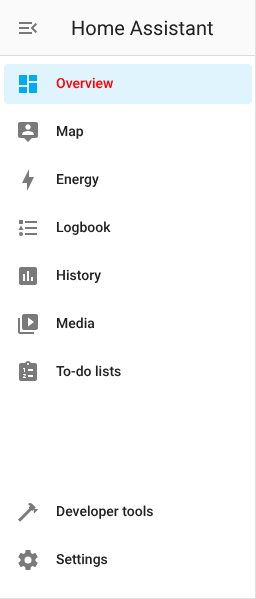 Home Assistant
Overview
Map
Energy
Logbook
History
Media
To-do lists
Developer tools
Settings